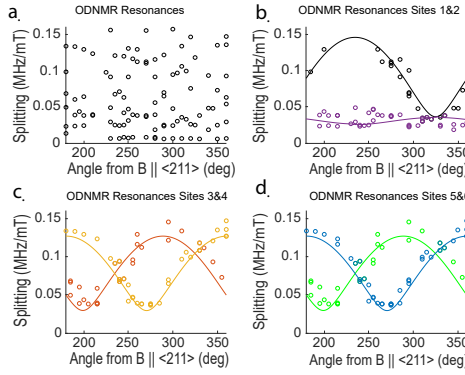 a.
ODNMR Resonances
0.15
0.1
0.05
0
200
250
300
350
Splitting (MHz/mT)
Angle from B || <211> (deg)
b.
ODNMR Resonances Sites 1&2
0.15
0.1
0.05
0
200
250
300
350
Splitting (MHz/mT)
Angle from B || <211> (deg)
c.
ODNMR Resonances Sites 3&4
0.15
0.1
0.05
0
200
250
300
350
Splitting (MHz/mT)
Angle from B || <211> (deg)
d.
ODNMR Resonances Sites 5&6
0.15
0.1
0.05
0
200
250
300
350
Splitting (MHz/mT)
Angle from B || <211> (deg)